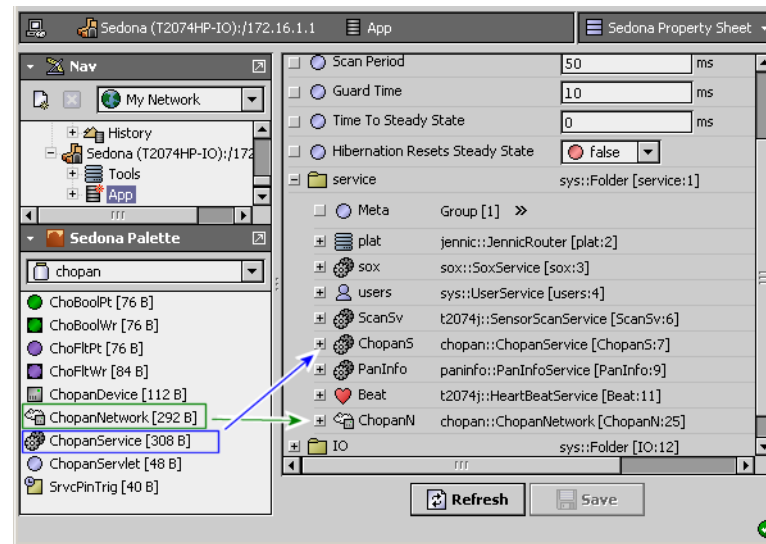 Sedona (T2074HP-IO):/172.16.1.1 App Sedona Property Sheet
Nav
My Network
History
Sedona (T2074HP-IO):/172
Tools
App
Sedona Palette
chopan
ChoBoolPt [76 B]
ChoBoolWr [76 B]
ChoFltPt [76 B]
ChoFltWr [84 B]
ChopanDevice [112 B]
ChopanNetwork [292 B]
ChopanService [308 B]
ChopanServlet [48 B]
SrvcPinTrig [40 B]
Scan Period 50 ms
Guard Time 10 ms
Time To Steady State 0 ms
Hibernation Resets Steady State false
service sys::Folder [service:1]
Meta Group [1] »
plat jennic::JennicRouter [plat:2]
sox sox::SoxService [sox:3]
users sys::UserService [users:4]
ScanSv t2074j::SensorScanService [ScanSv:6]
ChopanS chopan::ChopanService [ChopanS:7]
PanInfo paninfo::PanInfoService [PanInfo:9]
Beat t2074j::HeartBeatService [Beat:11]
ChopanN chopan::ChopanNetwork [ChopanN:25]
IO sys::Folder [IO:12]
Refresh Save